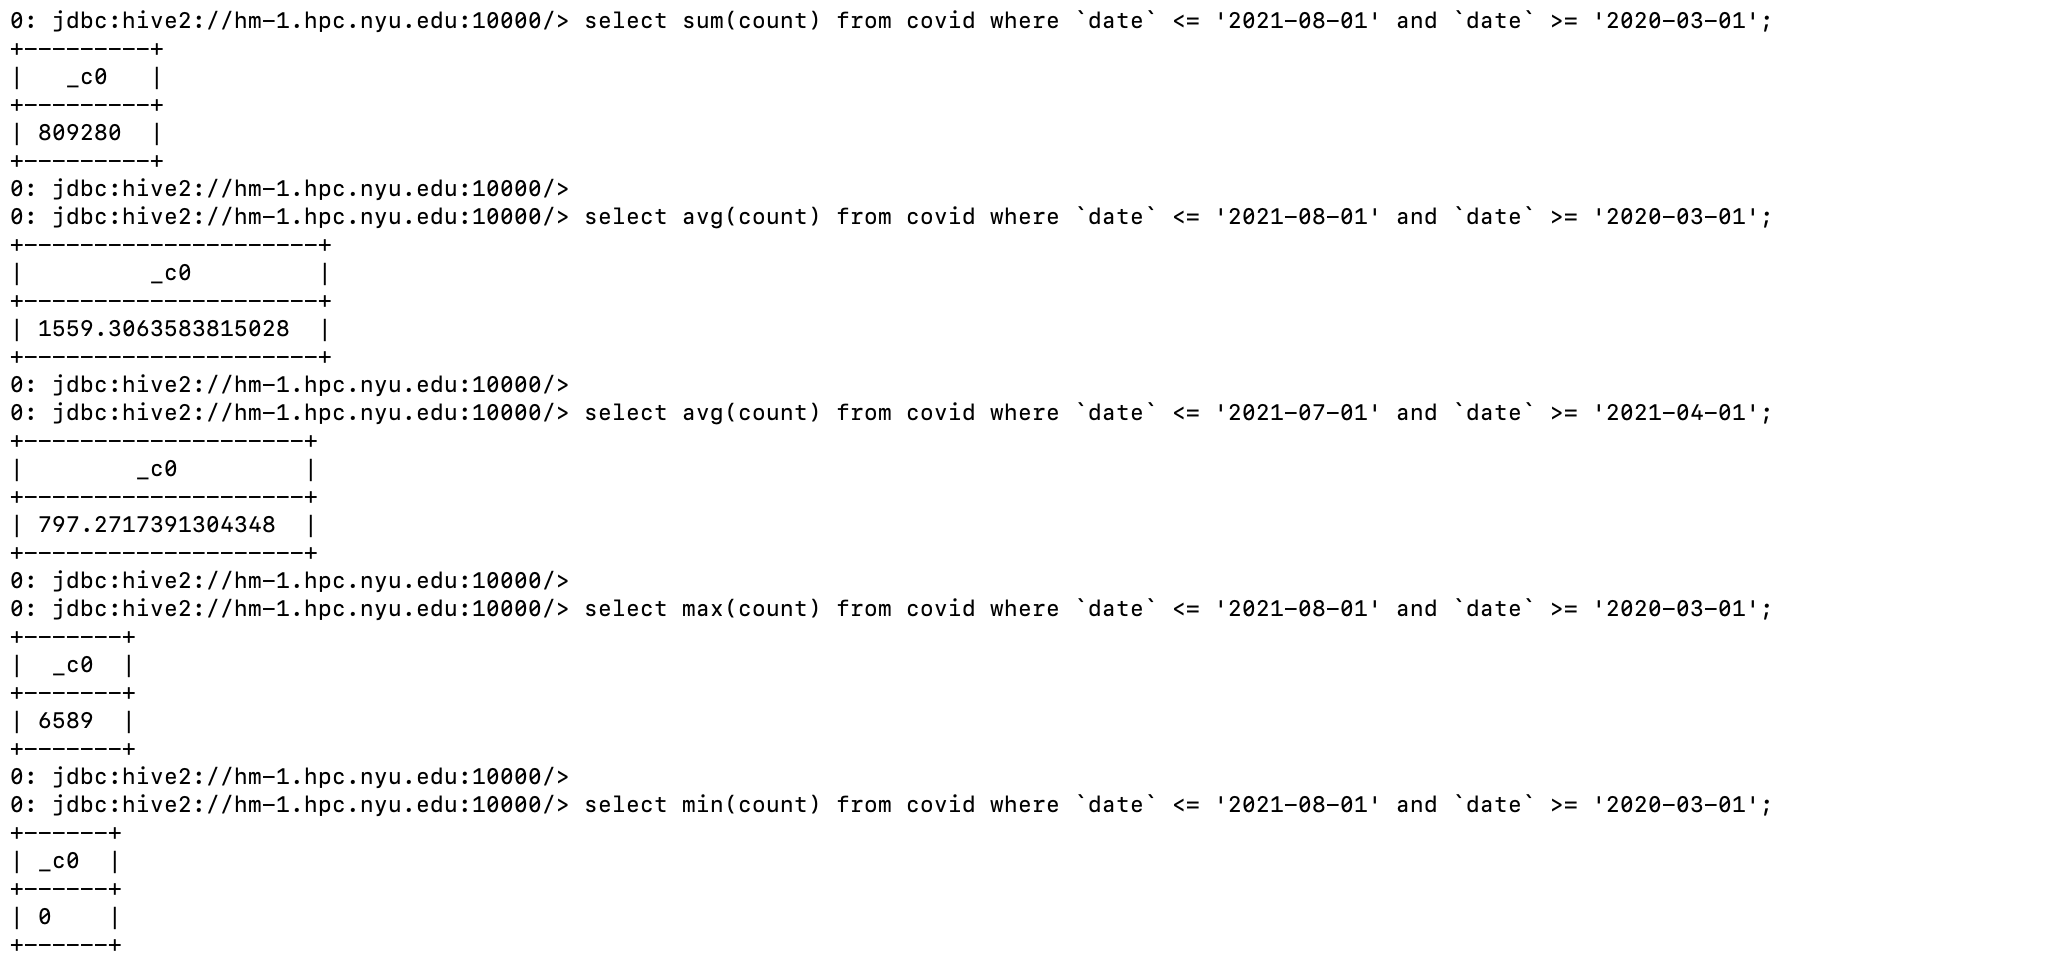 0: jdbc:hive2://hm-1.hpc.nyu.edu:10000/> select sum(count) from covid where `date` <= '2021-08-01' and `date` >= '2020-03-01';
+---------+
|   _c0   |
+---------+
| 809280  |
+---------+
0: jdbc:hive2://hm-1.hpc.nyu.edu:10000/>
0: jdbc:hive2://hm-1.hpc.nyu.edu:10000/> select avg(count) from covid where `date` <= '2021-08-01' and `date` >= '2020-03-01';
+---------------------+
|         _c0         |
+---------------------+
| 1559.3063583815028  |
+---------------------+
0: jdbc:hive2://hm-1.hpc.nyu.edu:10000/>
0: jdbc:hive2://hm-1.hpc.nyu.edu:10000/> select avg(count) from covid where `date` <= '2021-07-01' and `date` >= '2021-04-01';
+--------------------+
|        _c0         |
+--------------------+
| 797.2717391304348  |
+--------------------+
0: jdbc:hive2://hm-1.hpc.nyu.edu:10000/>
0: jdbc:hive2://hm-1.hpc.nyu.edu:10000/> select max(count) from covid where `date` <= '2021-08-01' and `date` >= '2020-03-01';
+-------+
|  _c0  |
+-------+
| 6589  |
+-------+
0: jdbc:hive2://hm-1.hpc.nyu.edu:10000/>
0: jdbc:hive2://hm-1.hpc.nyu.edu:10000/> select min(count) from covid where `date` <= '2021-08-01' and `date` >= '2020-03-01';
+------+
| _c0  |
+------+
| 0    |
+------+